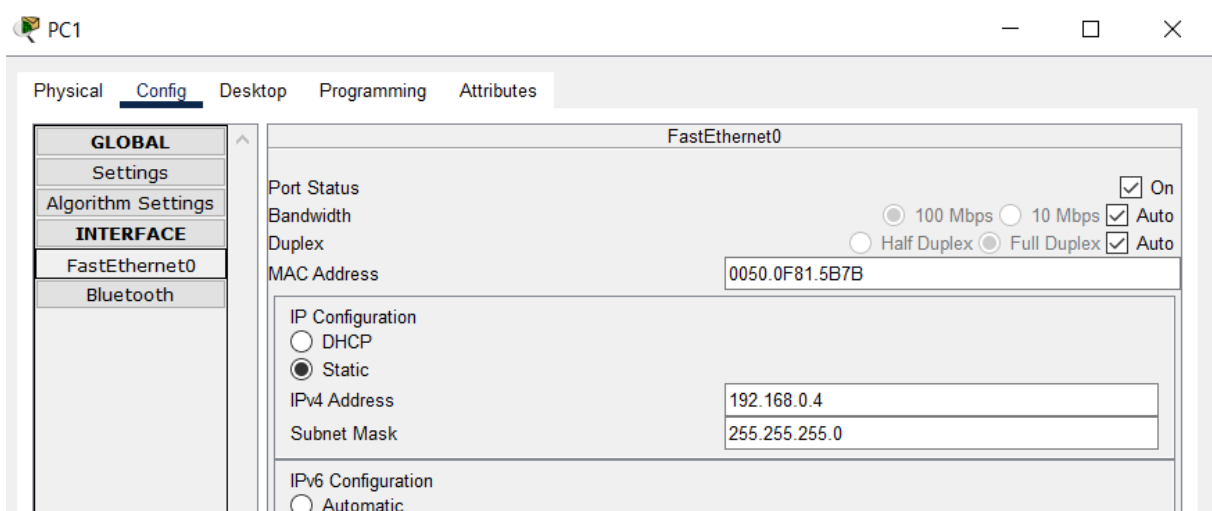 PC1
Physical Config Desktop Programming Attributes
GLOBAL
Settings
Algorithm Settings
INTERFACE
FastEthernet0
Bluetooth
FastEthernet0
Port Status On
Bandwidth 100 Mbps 10 Mbps Auto
Duplex Half Duplex Full Duplex Auto
MAC Address 0050.0F81.5B7B
IP Configuration
DHCP
Static
IPv4 Address 192.168.0.4
Subnet Mask 255.255.255.0
IPv6 Configuration
Automatic